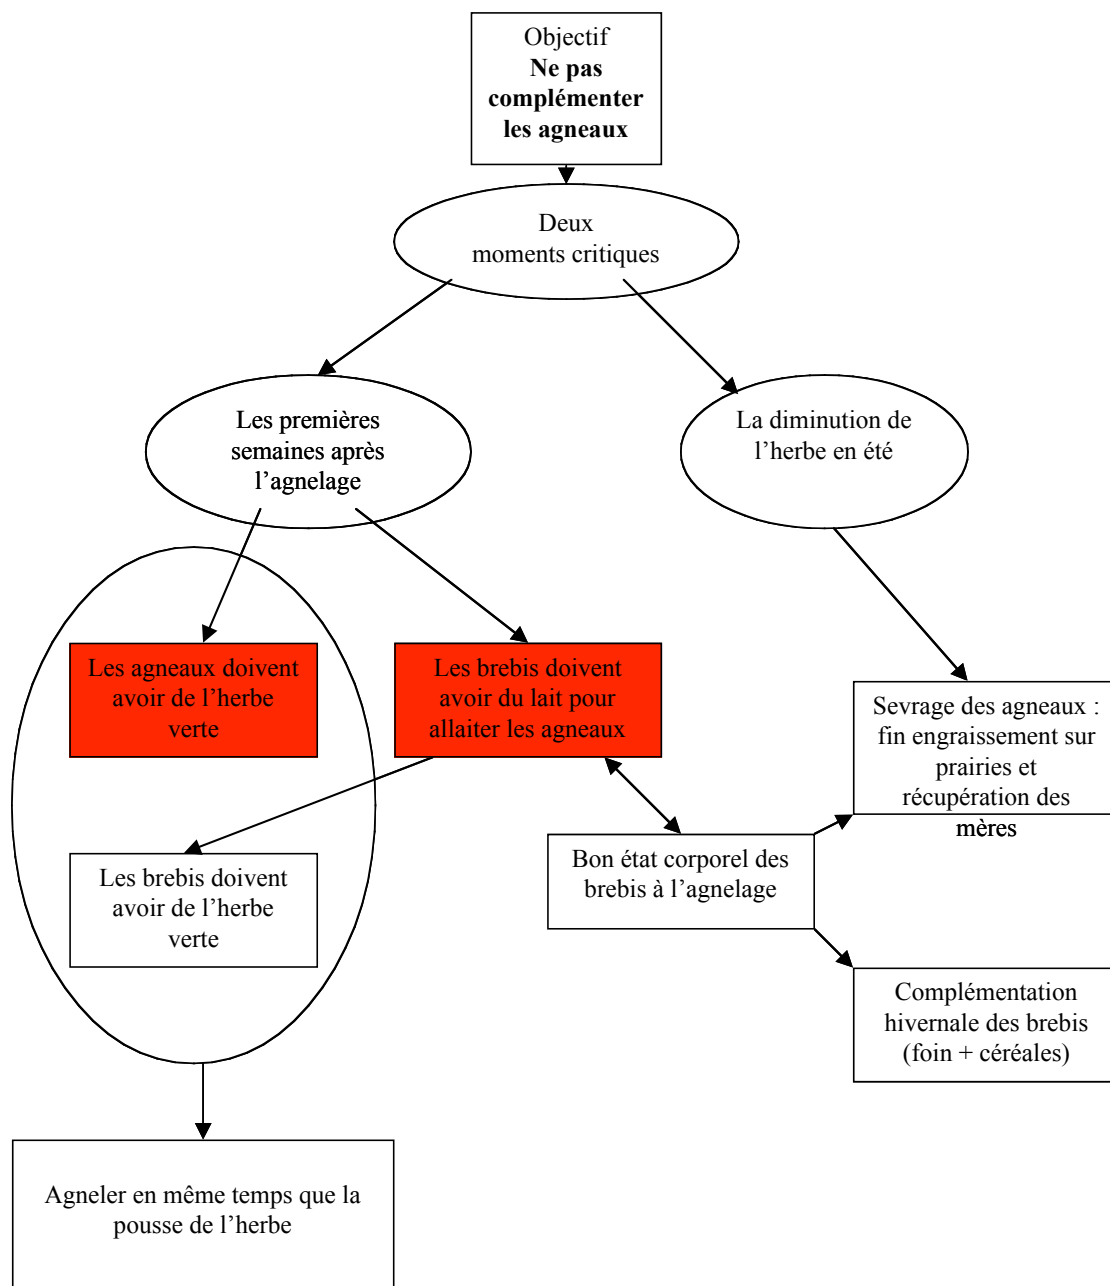 Objectif
Ne pas
complémenter
les agneaux
Deux
moments critiques
Les premières
semaines après
l’agnelage
La diminution de
l’herbe en été
Les agneaux doivent
avoir de l’herbe
verte
Les brebis doivent
avoir du lait pour
allaiter les agneaux
Sevrage des agneaux :
fin engraissement sur
prairies et
récupération des
mères
Bon état corporel des
brebis à l’agnelage
Les brebis doivent
avoir de l’herbe
verte
Complémentation
hivernale des brebis
(foin + céréales)
Agneler en même temps que la
pousse de l’herbe